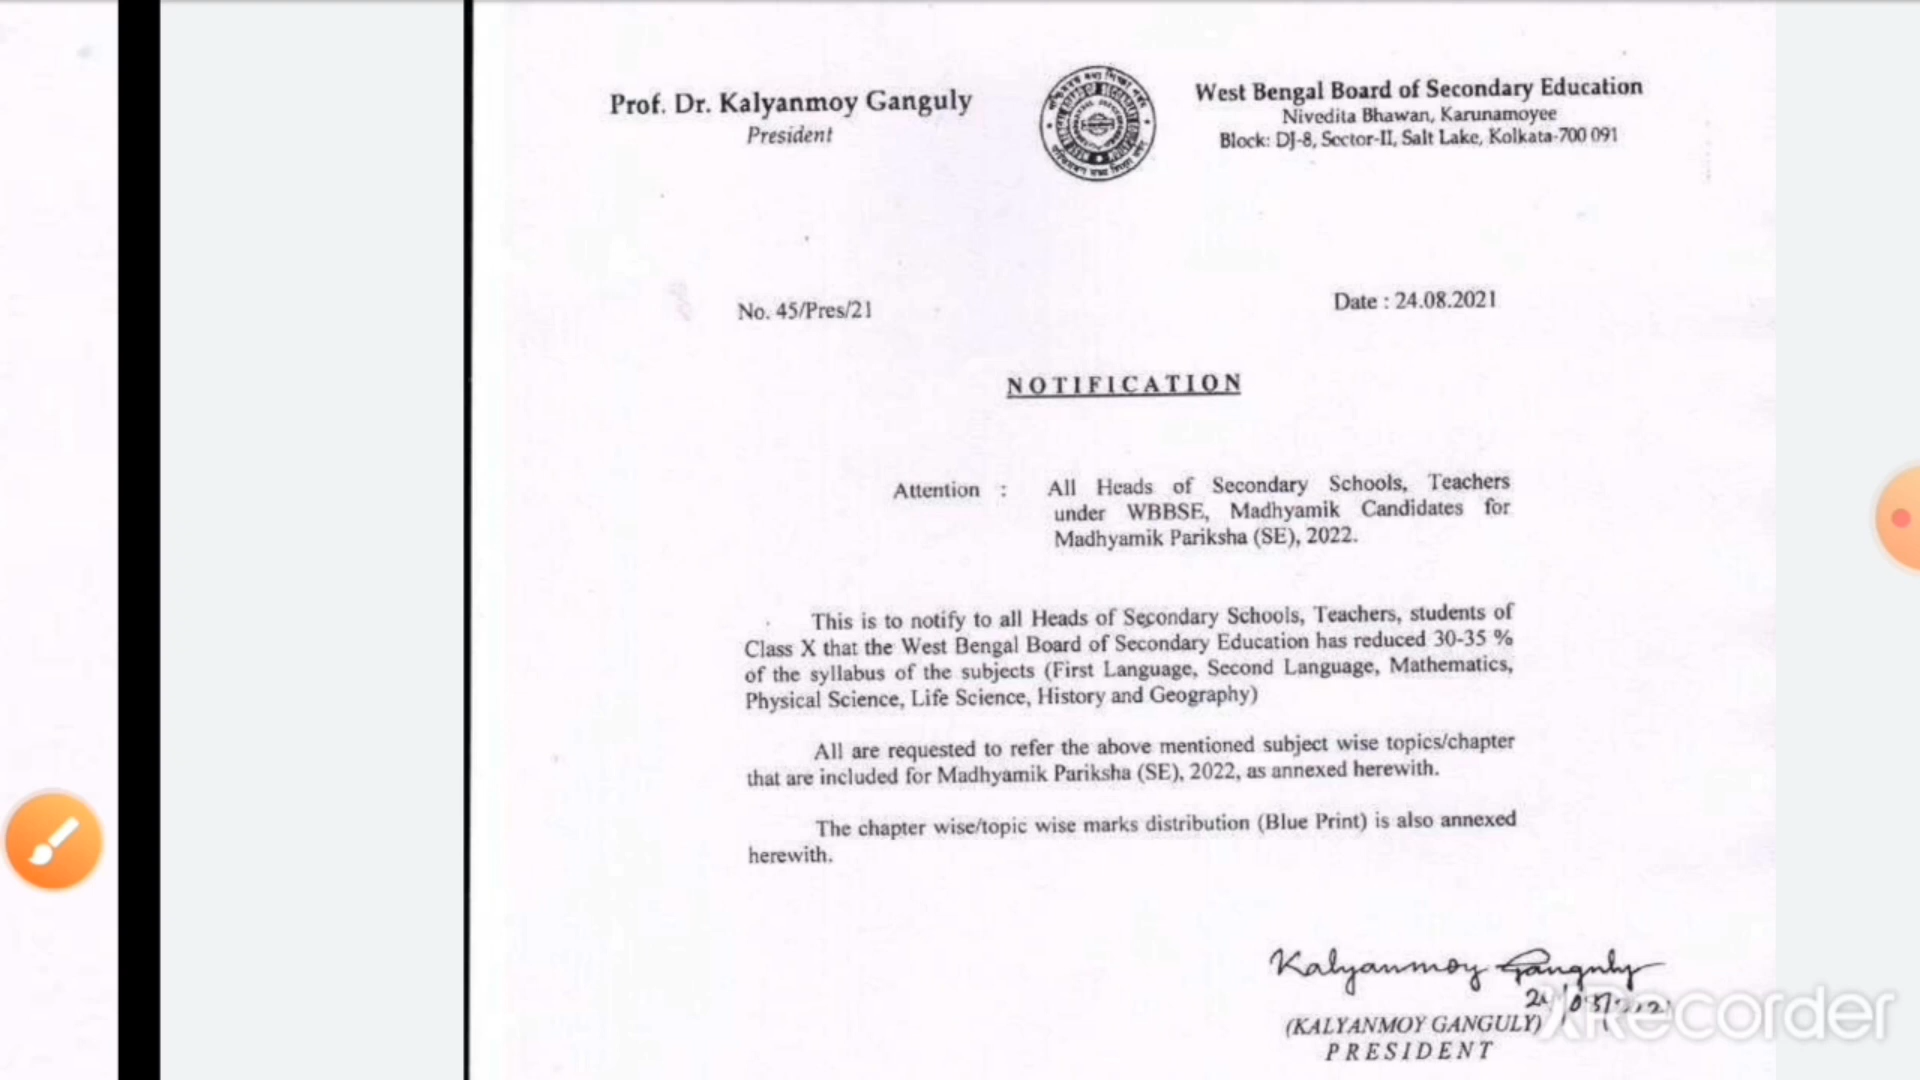 Prof. Dr. Kalyanmoy Ganguly
President
West Bengal Board of Secondary Education
Nivedita Bhawan, Karunamoyee
Block: DJ-8, Sector-II, Salt Lake, Kolkata-700 091
No. 45/Pres/21
Date : 24.08.2021
NOTIFICATION
Attention : All Heads of Secondary Schools, Teachers
under WBBSE, Madhyamik Candidates for
Madhyamik Pariksha (SE), 2022.
This is to notify to all Heads of Secondary Schools, Teachers, students of
Class X that the West Bengal Board of Secondary Education has reduced 30-35 %
of the syllabus of the subjects (First Language, Second Language, Mathematics,
Physical Science, Life Science, History and Geography)
All are requested to refer the above mentioned subject wise topics/chapter
that are included for Madhyamik Pariksha (SE), 2022, as annexed herewith.
The chapter wise/topic wise marks distribution (Blue Print) is also annexed
herewith.
Kalyanmoy Ganguly
(KALYANMOY GANGULY)
PRESIDENT
XRecorder